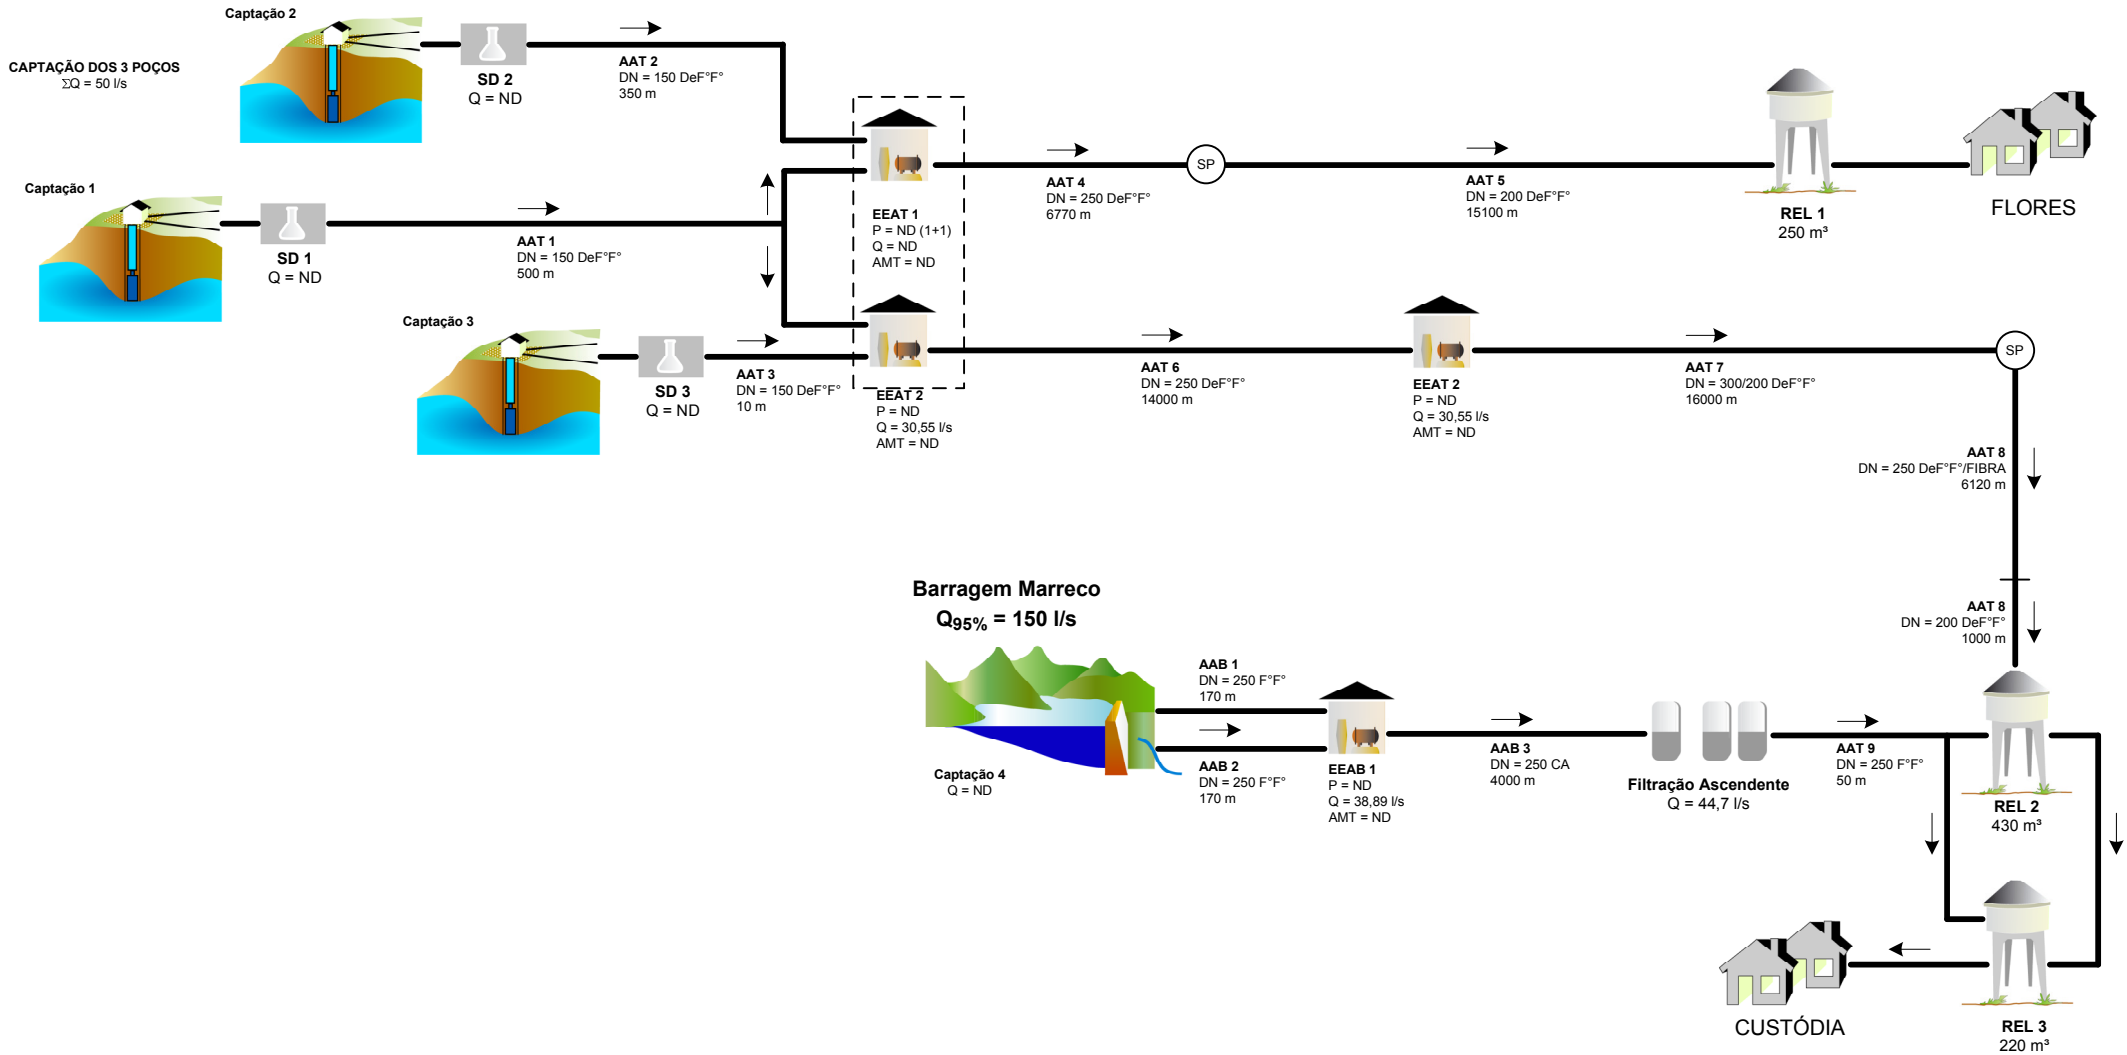 Captação 2
CAPTAÇÃO DOS 3 POÇOS
ΣQ = 50 l/s
SD 2
Q = ND
AAT 2
DN = 150 DeF°F°
350 m
Captação 1
SD 1
Q = ND
AAT 1
DN = 150 DeF°F°
500 m
EEAT 1
P = ND (1+1)
Q = ND
AMT = ND
AAT 4
DN = 250 DeF°F°
6770 m
SP
AAT 5
DN = 200 DeF°F°
15100 m
REL 1
250 m³
FLORES
Captação 3
SD 3
Q = ND
AAT 3
DN = 150 DeF°F°
10 m
EEAT 2
P = ND
Q = 30,55 l/s
AMT = ND
AAT 6
DN = 250 DeF°F°
14000 m
EEAT 2
P = ND
Q = 30,55 l/s
AMT = ND
AAT 7
DN = 300/200 DeF°F°
16000 m
SP
AAT 8
DN = 250 DeF°F°/FIBRA
6120 m
AAT 8
DN = 200 DeF°F°
1000 m
Barragem Marreco
Q95% = 150 l/s
Captação 4
Q = ND
AAB 1
DN = 250 F°F°
170 m
AAB 2
DN = 250 F°F°
170 m
EEAB 1
P = ND
Q = 38,89 l/s
AMT = ND
AAB 3
DN = 250 CA
4000 m
Filtração Ascendente
Q = 44,7 l/s
AAT 9
DN = 250 F°F°
50 m
REL 2
430 m³
CUSTÓDIA
REL 3
220 m³